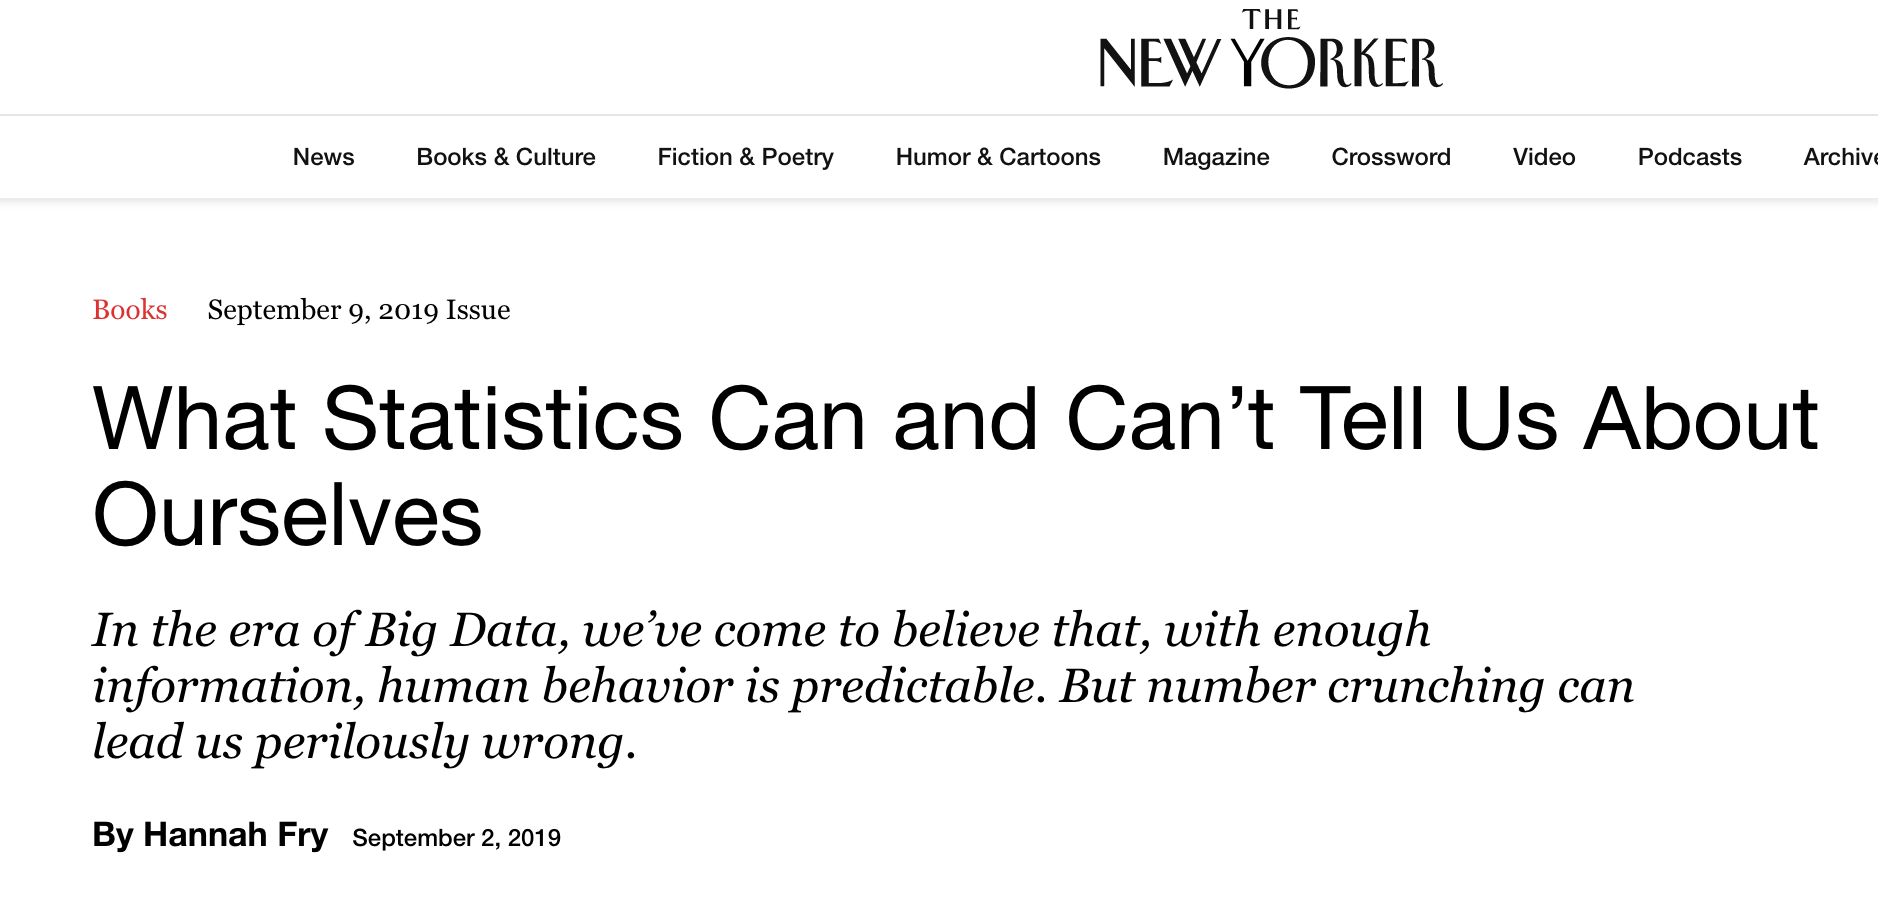 THE
NEW YORKER
News Books & Culture Fiction & Poetry Humor & Cartoons Magazine Crossword Video Podcasts Archive
Books September 9, 2019 Issue
What Statistics Can and Can’t Tell Us About
Ourselves
In the era of Big Data, we’ve come to believe that, with enough
information, human behavior is predictable. But number crunching can
lead us perilously wrong.
By Hannah Fry September 2, 2019